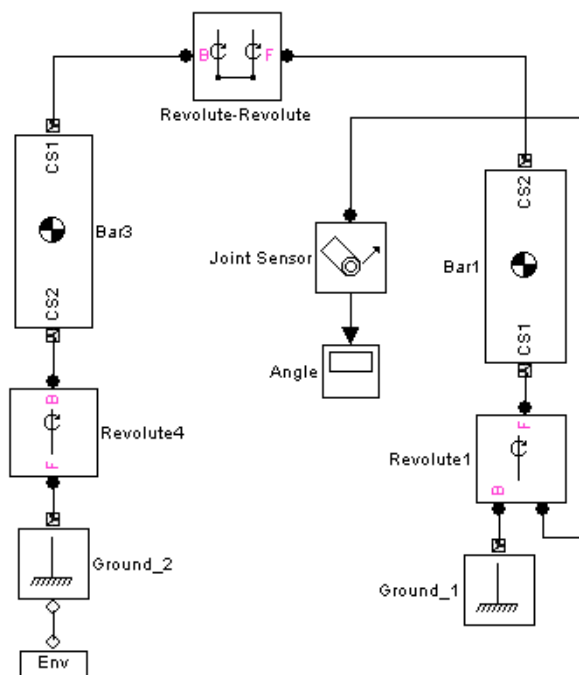 B
F
Revolute-Revolute
CS1
Bar3
CS2
Joint Sensor
Angle
CS2
Bar1
CS1
B
Revolute4
F
F
Revolute1
B
Ground_2
Ground_1
Env